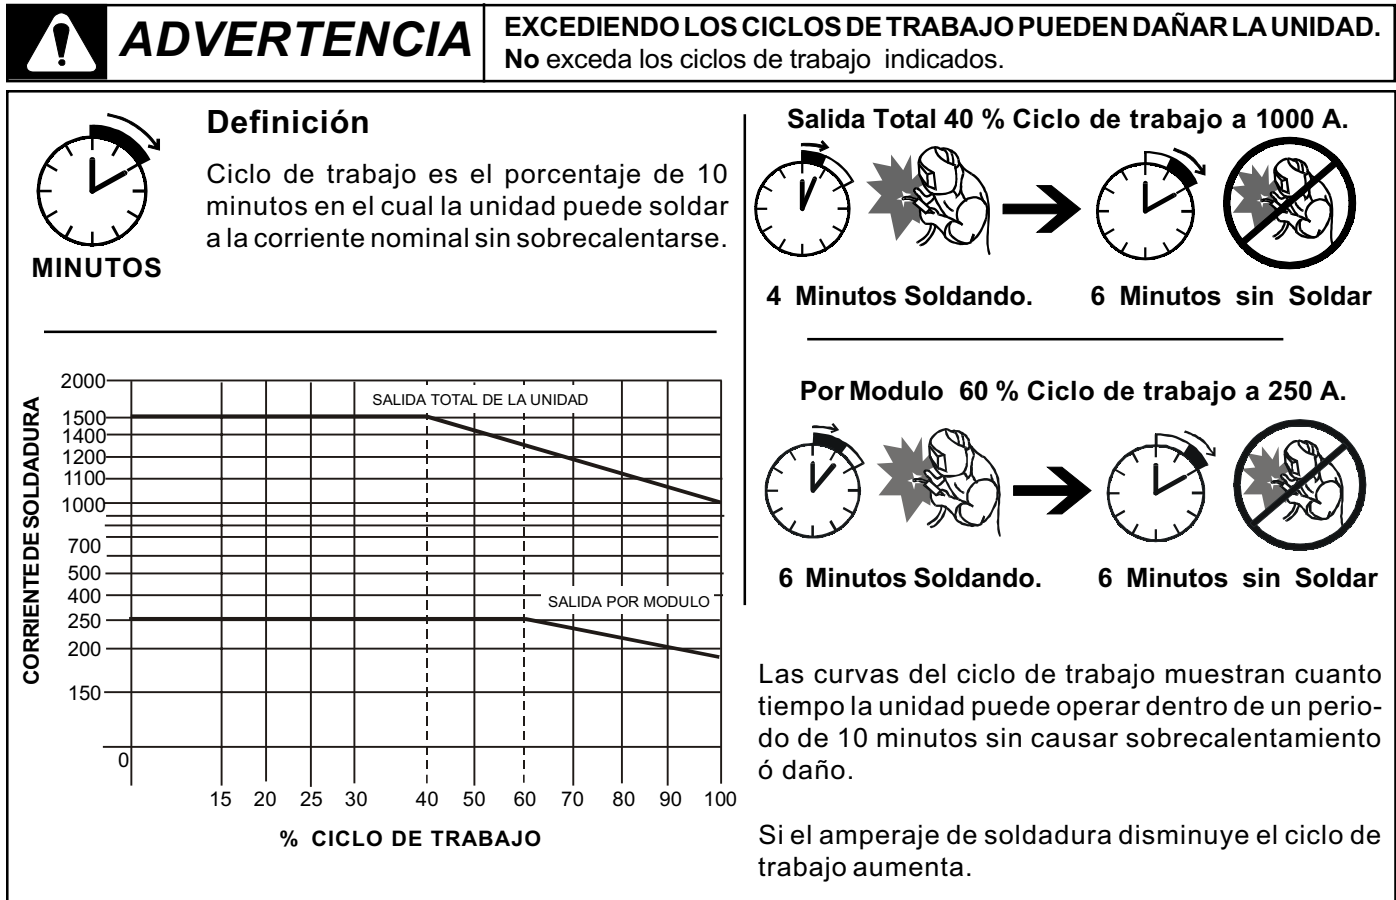 ADVERTENCIA
EXCEDIENDO LOS CICLOS DE TRABAJO PUEDEN DAÑAR LA UNIDAD.
No exceda los ciclos de trabajo indicados.
MINUTOS
Definición
Ciclo de trabajo es el porcentaje de 10
minutos en el cual la unidad puede soldar
a la corriente nominal sin sobrecalentarse.
CORRIENTE DE SOLDADURA
2000
1500
1400
1200
1100
1000
700
500
400
250
200
150
0
SALIDA TOTAL DE LA UNIDAD
SALIDA POR MODULO
15 20 25 30 40 50 60 70 80 90 100
% CICLO DE TRABAJO
Salida Total 40 % Ciclo de trabajo a 1000 A.
4 Minutos Soldando. 6 Minutos sin Soldar
Por Modulo 60 % Ciclo de trabajo a 250 A.
6 Minutos Soldando. 6 Minutos sin Soldar
Las curvas del ciclo de trabajo muestran cuanto
tiempo la unidad puede operar dentro de un perio-
do de 10 minutos sin causar sobrecalentamiento
ó daño.
Si el amperaje de soldadura disminuye el ciclo de
trabajo aumenta.